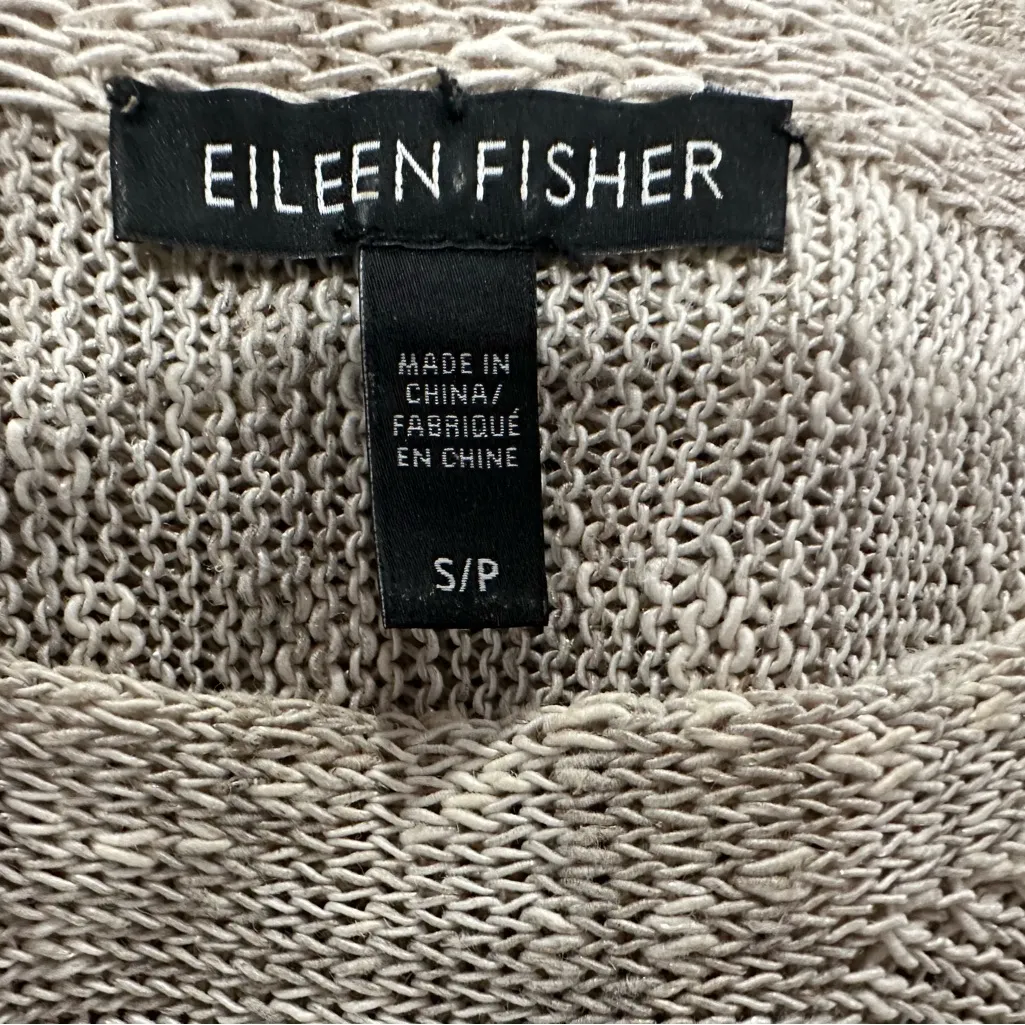 EILEEN FISHER
MADE IN
CHINA/
FABRIQUÉ
EN CHINE
S/P